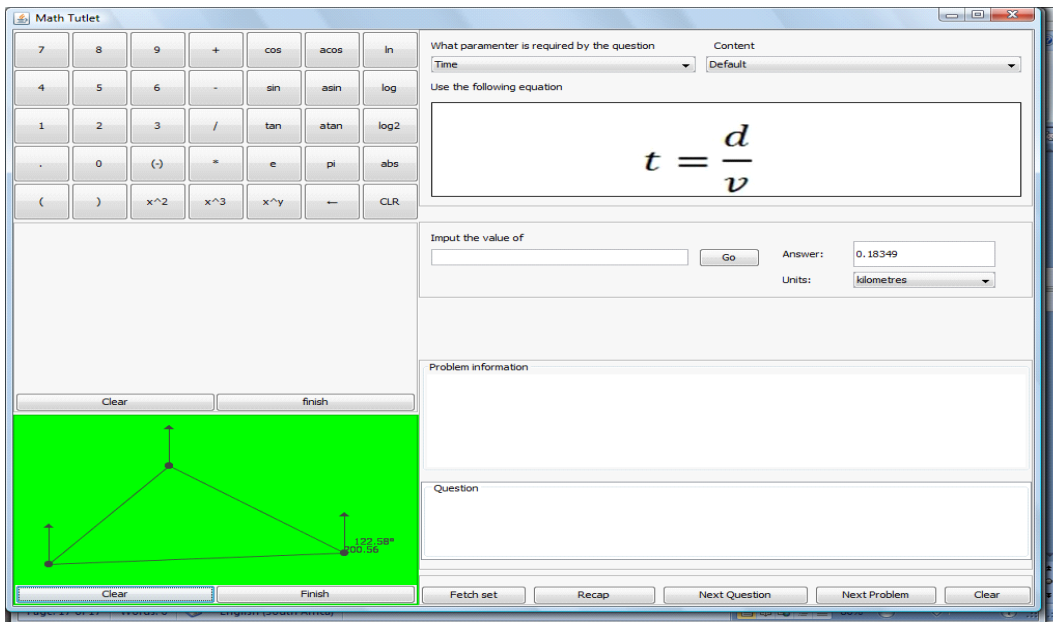 Math Tutlet
7 8 9 + cos acos ln
4 5 6 - sin asin log
1 2 3 / tan atan log2
. 0 (-) * e pi abs
( ) x^2 x^3 x^y ← CLR
Clear finish
122.58°
700.56
Clear Finish
What paramenter is required by the question Content
Time Default
Use the following equation
t = d/v
Imput the value of
Go Answer: 0.18349
Units: kilometres
Problem information
Question
Fetch set Recap Next Question Next Problem Clear